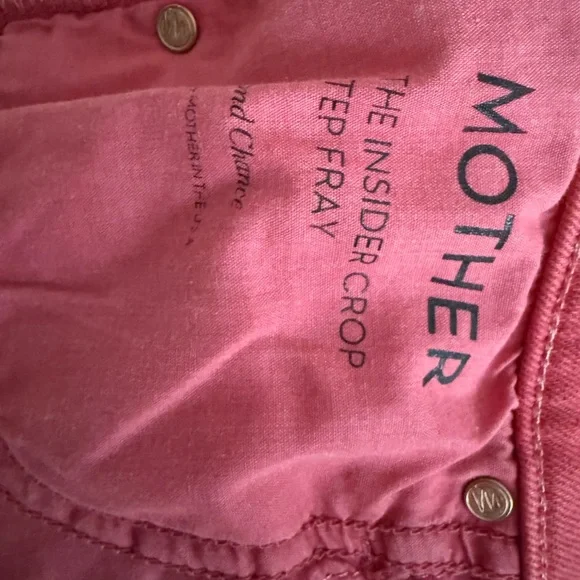 MOTHER
THE INSIDER CROP
TEP FRAY
nd Chance
MOTHER IN THE U.S.A
M
M